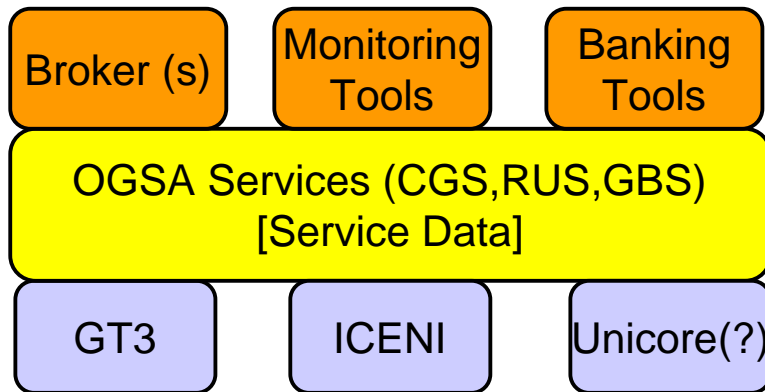 Broker (s)
Monitoring
Tools
Banking
Tools
OGSA Services (CGS,RUS,GBS)
[Service Data]
GT3
ICENI
Unicore(?)